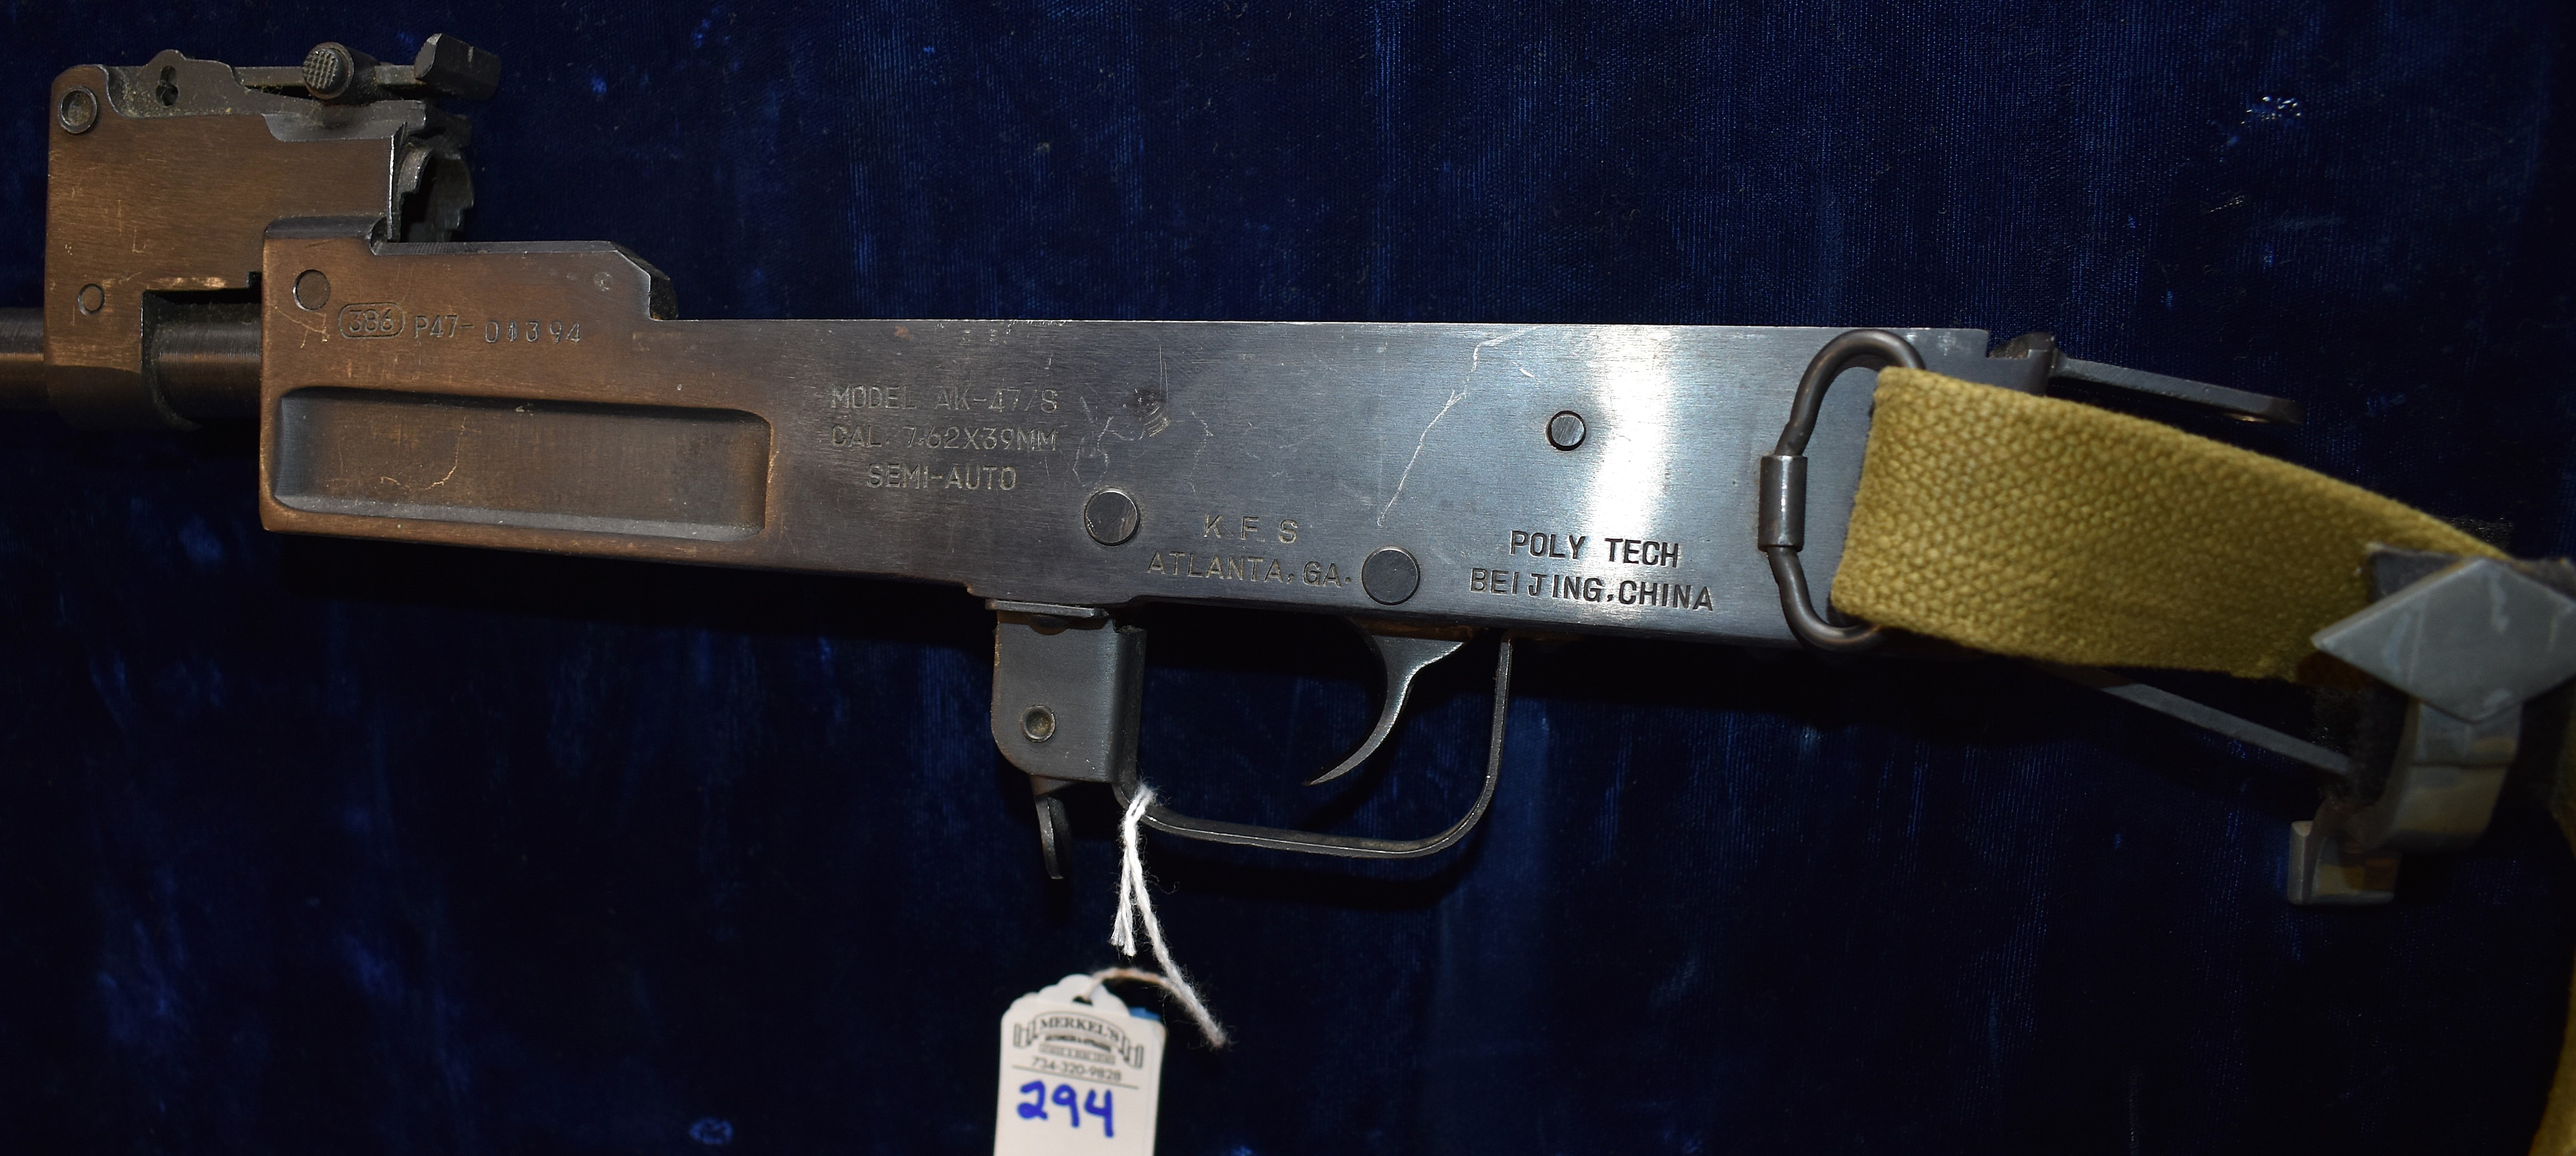 386 P47-01394
MODEL AK-47/S
CAL. 7.62X39MM
SEMI-AUTO
K.F.S
ATLANTA, GA.
POLY TECH
BEIJING, CHINA
MERKEL'S
734-320-9828
294